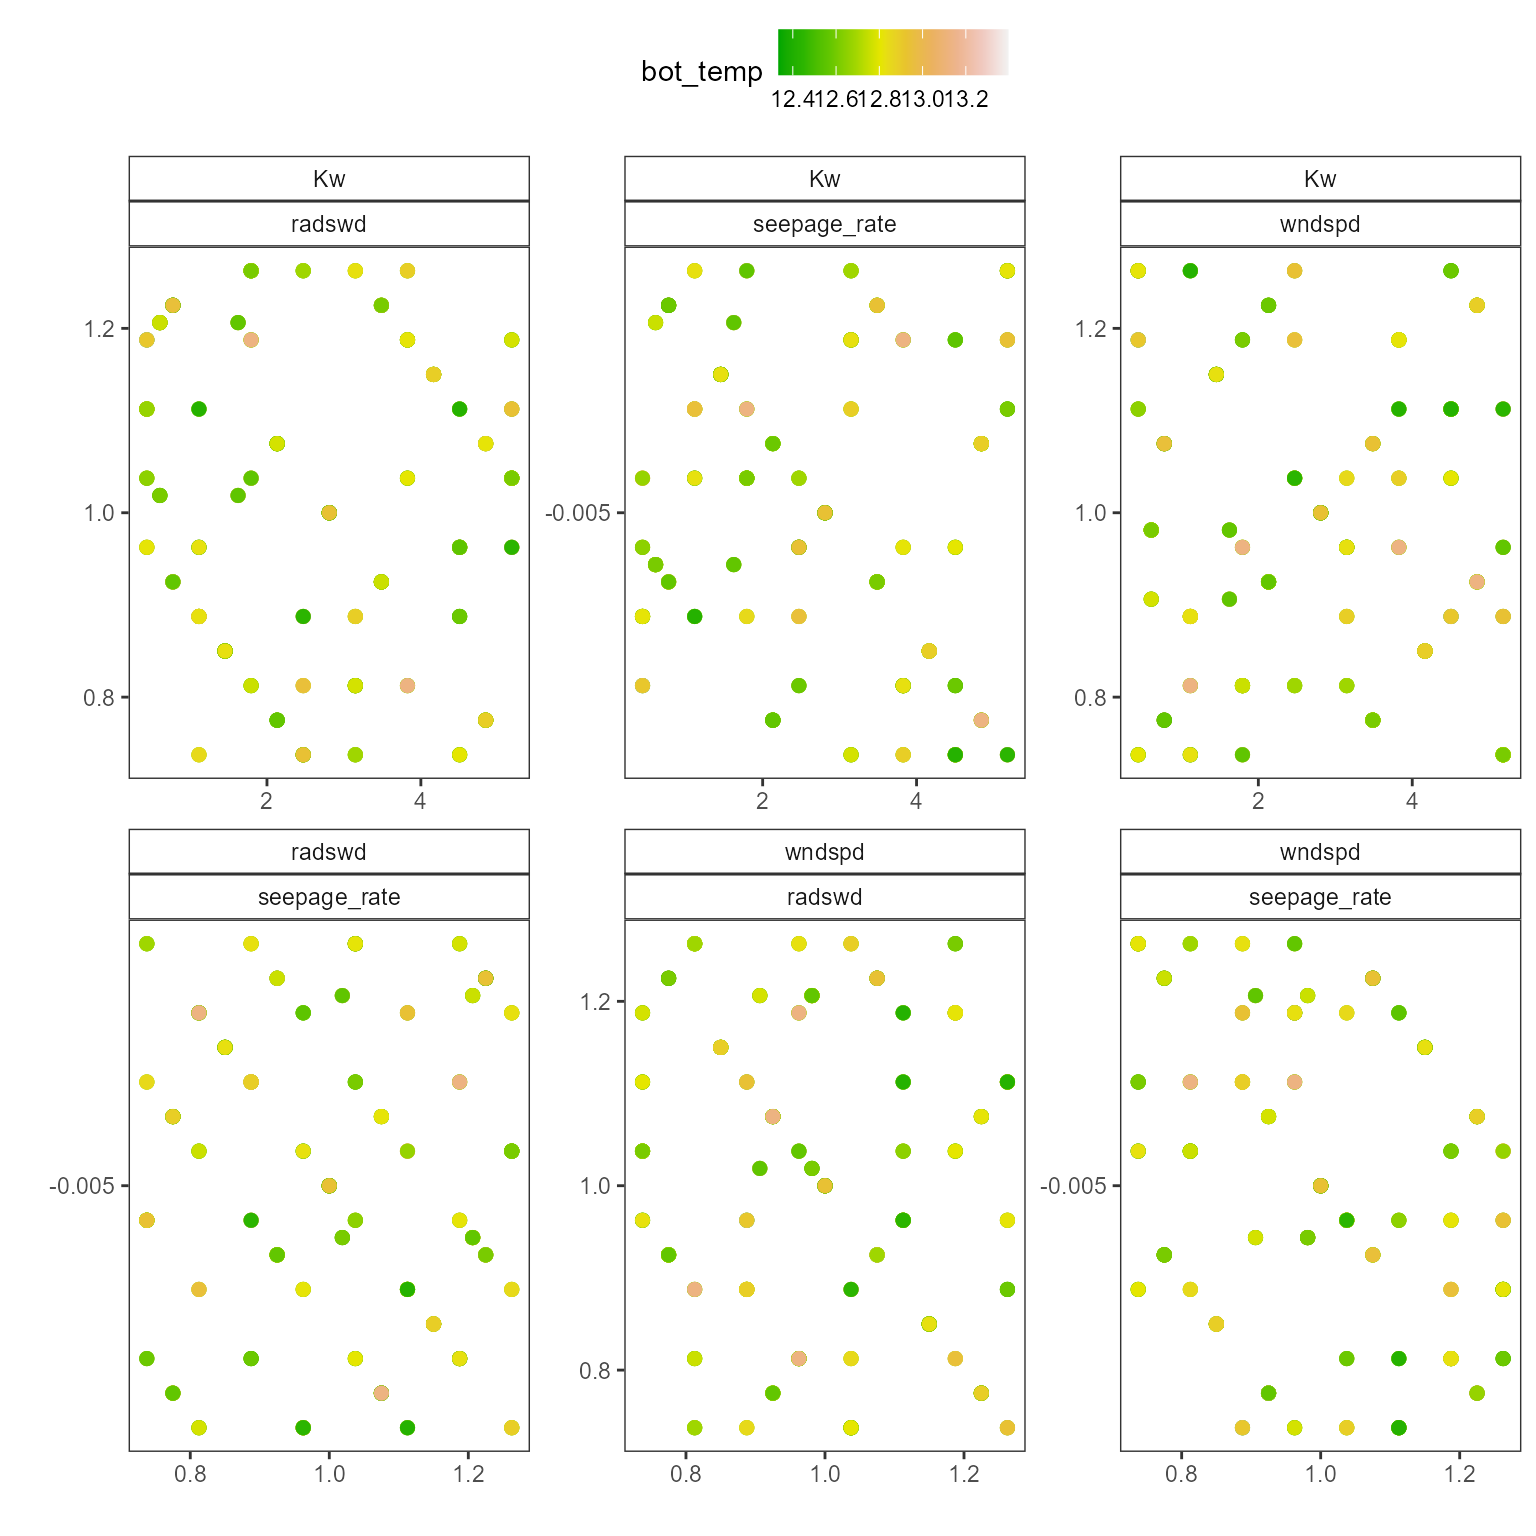 bot_temp
12.412.612.813.013.2
Kw Kw Kw
radswd seepage_rate wndspd
1.2 1.2
1.0 -0.005 1.0
0.8 0.8
2 4 2 4 2 4
radswd wndspd wndspd
seepage_rate radswd seepage_rate
1.2
-0.005 1.0 -0.005
0.8
0.8 1.0 1.2 0.8 1.0 1.2 0.8 1.0 1.2